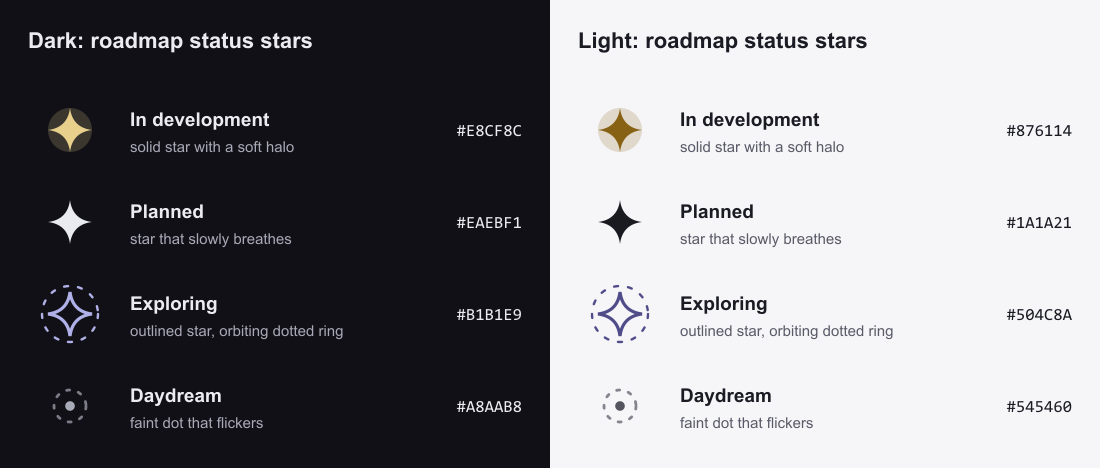 Dark: roadmap status stars
In development
solid star with a soft halo
#E8CF8C
Planned
star that slowly breathes
#EAEBF1
Exploring
outlined star, orbiting dotted ring
#B1B1E9
Daydream
faint dot that flickers
#A8AAB8
Light: roadmap status stars
In development
solid star with a soft halo
#876114
Planned
star that slowly breathes
#1A1A21
Exploring
outlined star, orbiting dotted ring
#504C8A
Daydream
faint dot that flickers
#545460